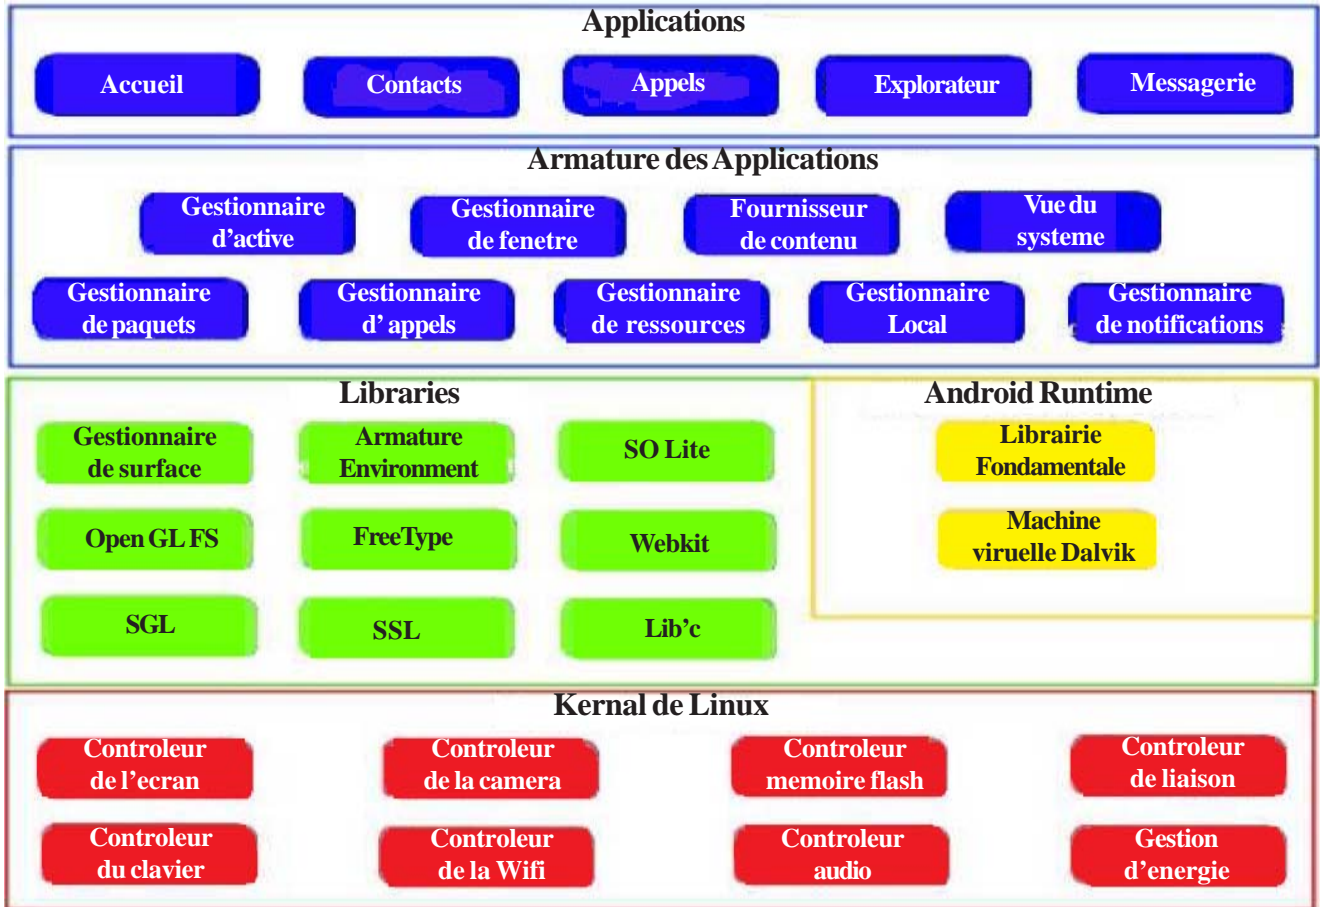 Applications
Accueil
Contacts
Appels
Explorateur
Messagerie
Armature des Applications
Gestionnaire
d'active
Gestionnaire
de fenetre
Fournisseur
de contenu
Vue du
systeme
Gestionnaire
de paquets
Gestionnaire
d' appels
Gestionnaire
de ressources
Gestionnaire
Local
Gestionnaire
de notifications
Libraries
Gestionnaire
de surface
Armature
Environment
SO Lite
Open GL FS
FreeType
Webkit
SGL
SSL
Lib'c
Android Runtime
Librairie
Fondamentale
Machine
viruelle Dalvik
Kernal de Linux
Controleur
de l'ecran
Controleur
de la camera
Controleur
memoire flash
Controleur
de liaison
Controleur
du clavier
Controleur
de la Wifi
Controleur
audio
Gestion
d'energie